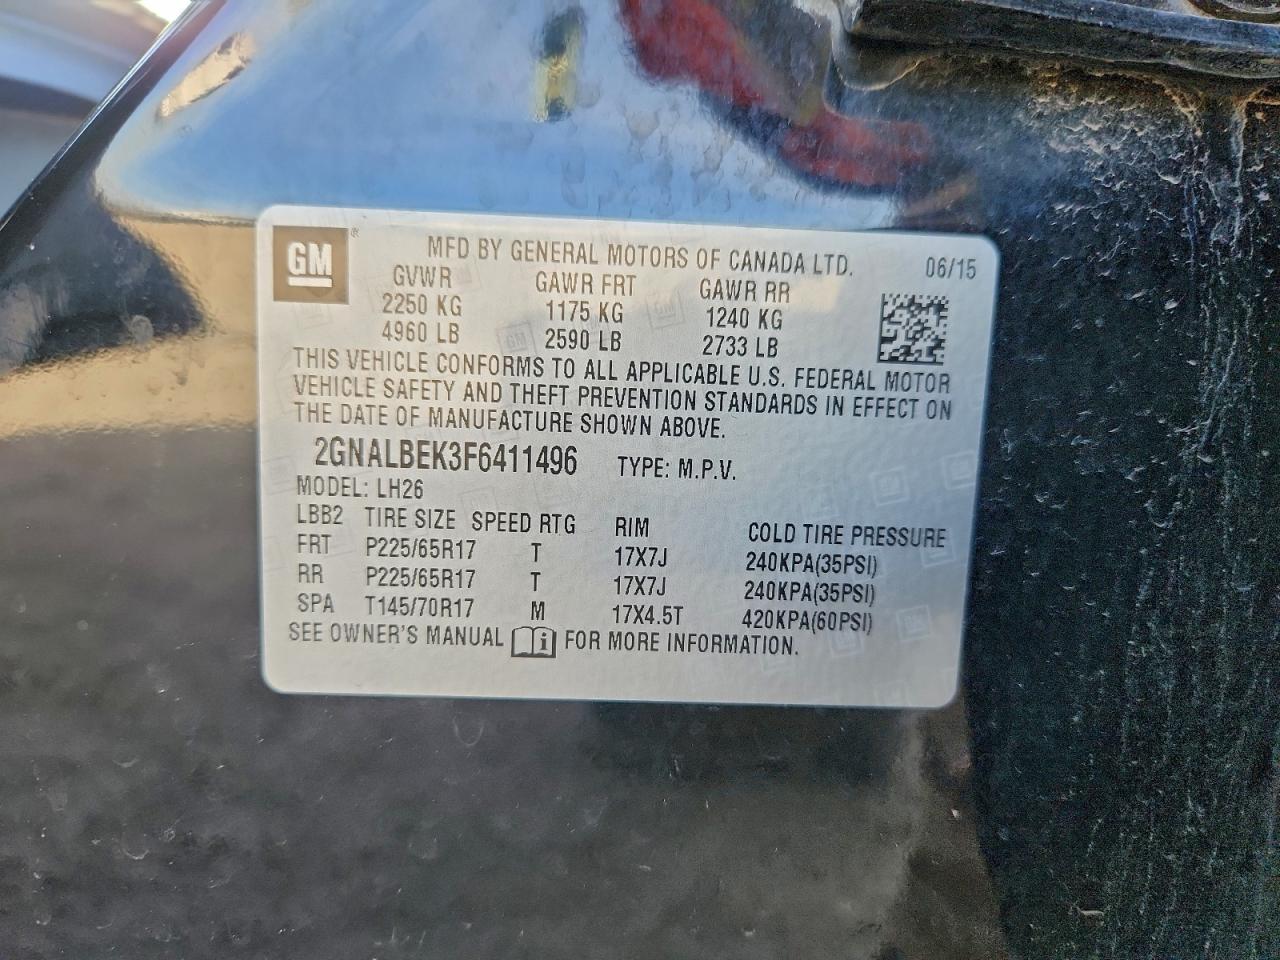 GM ® MFD BY GENERAL MOTORS OF CANADA LTD. 06/15
GVWR GAWR FRT GAWR RR
2250 KG 1175 KG 1240 KG
4960 LB 2590 LB 2733 LB
THIS VEHICLE CONFORMS TO ALL APPLICABLE U.S. FEDERAL MOTOR
VEHICLE SAFETY AND THEFT PREVENTION STANDARDS IN EFFECT ON
THE DATE OF MANUFACTURE SHOWN ABOVE.
2GNALBEK3F6411496 TYPE: M.P.V.
MODEL: LH26
LBB2 TIRE SIZE SPEED RTG RIM COLD TIRE PRESSURE
FRT P225/65R17 T 17X7J 240KPA(35PSI)
RR P225/65R17 T 17X7J 240KPA(35PSI)
SPA T145/70R17 M 17X4.5T 420KPA(60PSI)
SEE OWNER'S MANUAL i FOR MORE INFORMATION.